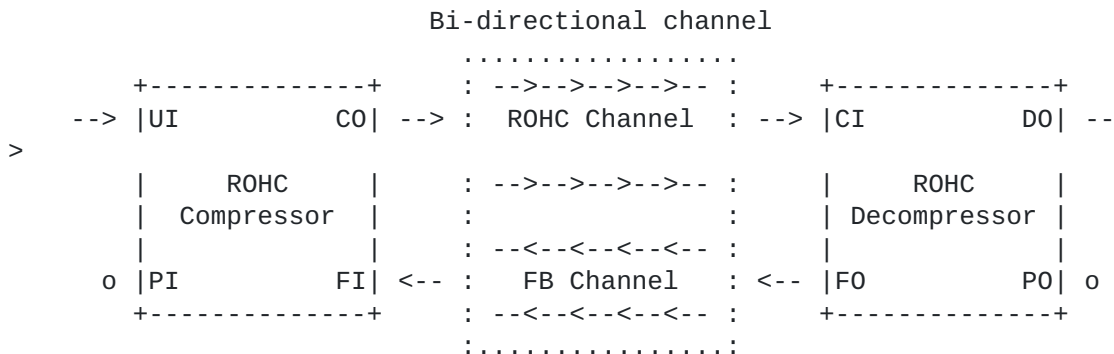 Bi-directional channel
                           ..................
       +--------------+    : -->-->-->-->-- :    +--------------+
   --> |UI          CO| --> :  ROHC Channel  : --> |CI          DO| --
>
       |     ROHC     |    : -->-->-->-->-- :    |     ROHC     |
       |  Compressor  |    :                :    | Decompressor |
       |              |    : --<--<--<--<-- :    |              |
     o |PI          FI| <-- :   FB Channel   : <-- |FO          PO| o
       +--------------+    : --<--<--<--<-- :    +--------------+
                           :................: